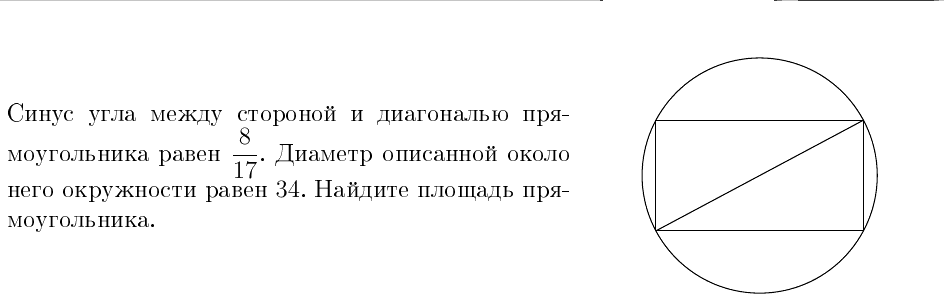 Синус угла между стороной и диагональю пря-
моугольника равен 8/17. Диаметр описанной около
него окружности равен 34. Найдите площадь пря-
моугольника.